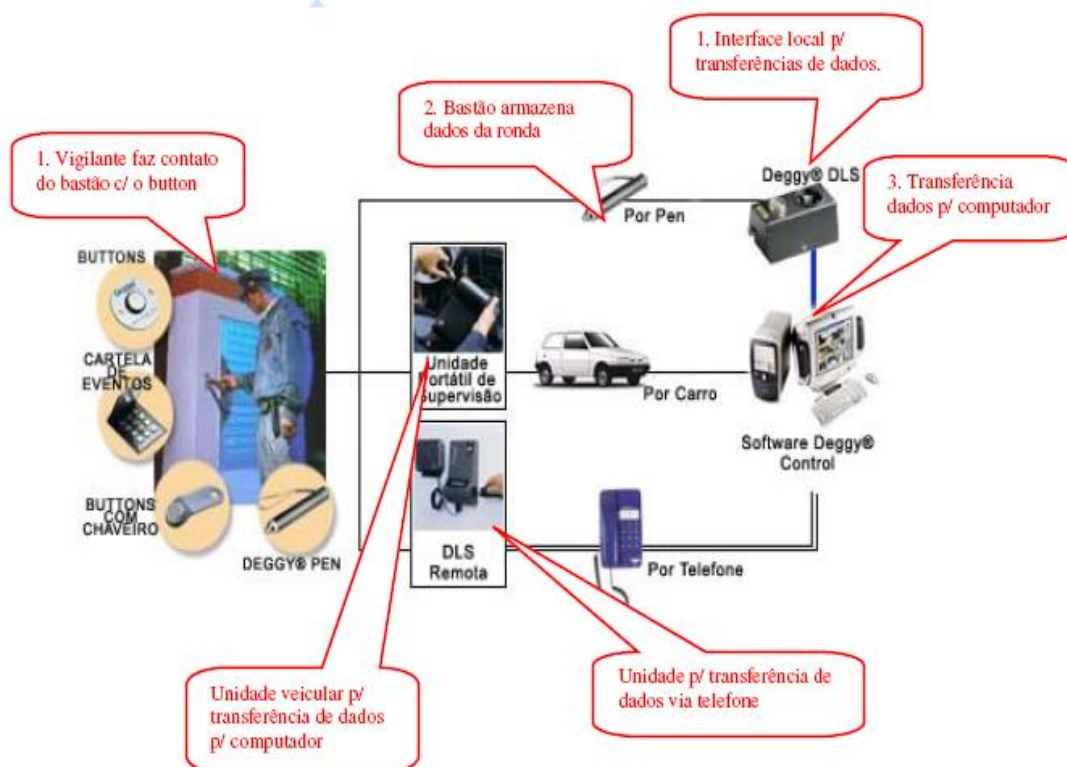 1. Interface local p/
transferências de dados.
2. Bastão armazena
dados da ronda
1. Vigilante faz contato
do bastão c/ o button
Deggy® DLS
3. Transferência
dados p/ computador
Por Pen
BUTTONS
CARTELA
DE
EVENTOS
Unidade
Portátil de
Supervisão
Por Carro
Software Deggy®
Control
BUTTONS
COM
CHAVEIRO
DEGGY® PEN
DLS
Remota
Por Telefone
Unidade veicular p/
transferência de dados
p/ computador
Unidade p/ transferência de
dados via telefone